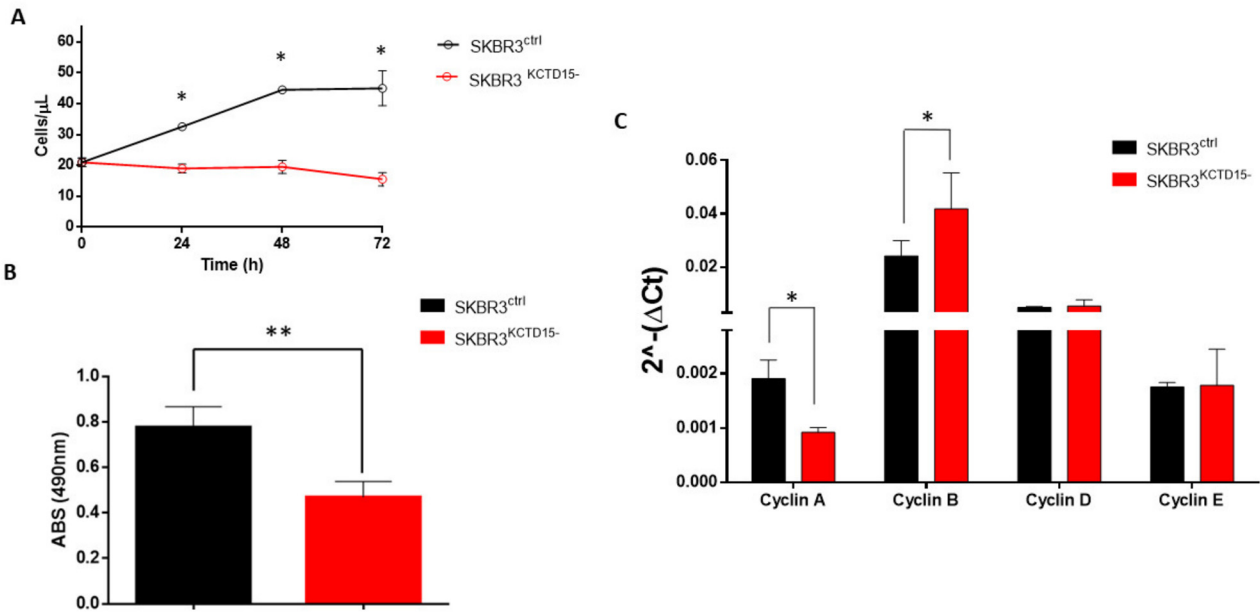 A
60
50
40
30
20
10
0
Cells/μL
0 24 48 72
Time (h)
* * *
SKBR3ctrl
SKBR3 KCTD15-
B
SKBR3ctrl
SKBR3KCTD15-
**
1.0
0.8
0.6
0.4
0.2
0.0
ABS (490nm)
C
SKBR3ctrl
SKBR3KCTD15-
*
*
0.06
0.04
0.02
0.002
0.001
0.000
2^-(ΔCt)
Cyclin A Cyclin B Cyclin D Cyclin E